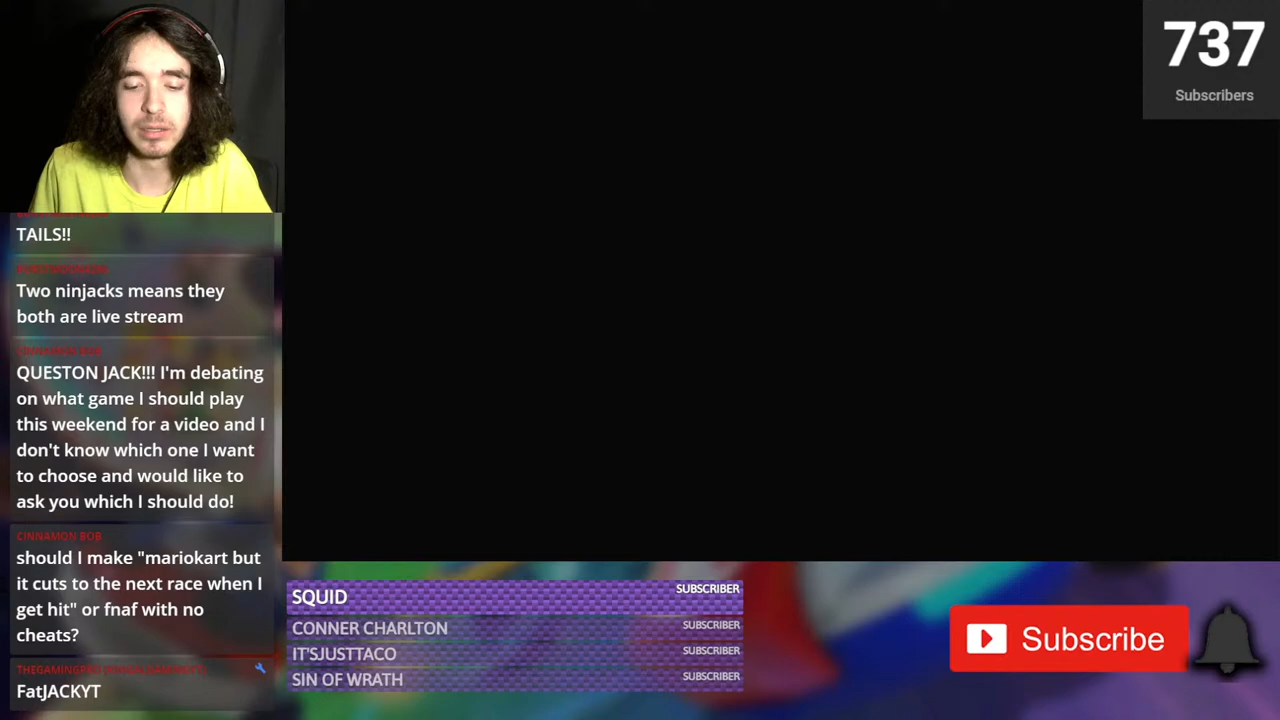 737
Subscribers
TAILS!!
Two ninjacks means they
both are live stream
QUESTON JACK!!! I'm debating
on what game I should play
this weekend for a video and I
don't know which one I want
to choose and would like to
ask you which I should do!
CINNAMON BOB
should I make "mariokart but
it cuts to the next race when I
get hit" or fnaf with no
cheats?
FatJACKYT
SQUID SUBSCRIBER
CONNER CHARLTON SUBSCRIBER
IT'SJUSTTACO SUBSCRIBER
SIN OF WRATH SUBSCRIBER
Subscribe